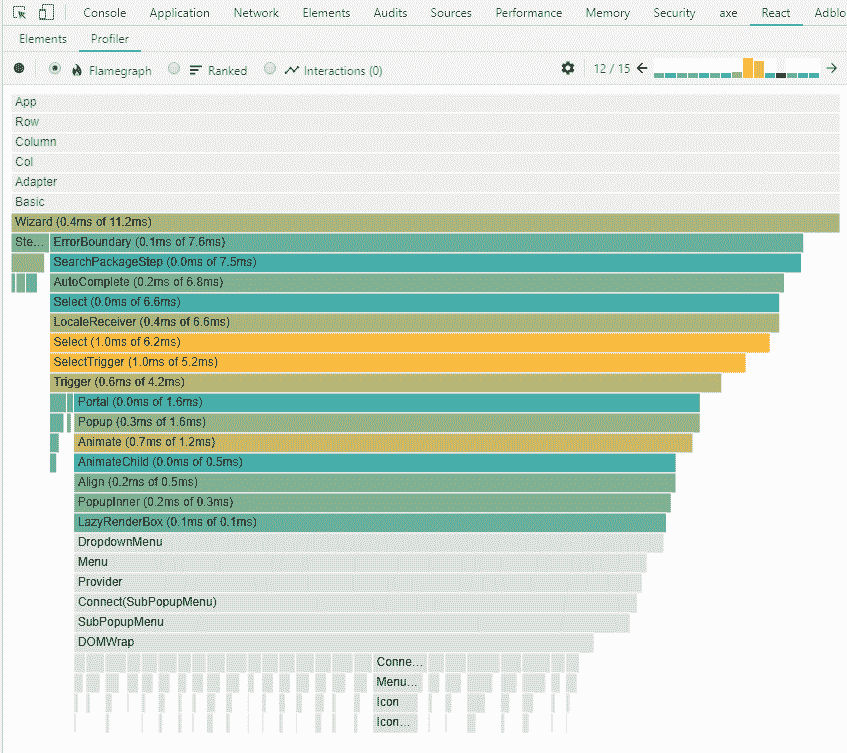 Console Application Network Elements Audits Sources Performance Memory Security axe React Adblo
Elements Profiler
Flamegraph Ranked Interactions (0) 12 / 15
App
Row
Column
Col
Adapter
Basic
Wizard (0.4ms of 11.2ms)
Ste... ErrorBoundary (0.1ms of 7.6ms)
SearchPackageStep (0.0ms of 7.5ms)
AutoComplete (0.2ms of 6.8ms)
Select (0.0ms of 6.6ms)
LocaleReceiver (0.4ms of 6.6ms)
Select (1.0ms of 6.2ms)
SelectTrigger (1.0ms of 5.2ms)
Trigger (0.6ms of 4.2ms)
Portal (0.0ms of 1.6ms)
Popup (0.3ms of 1.6ms)
Animate (0.7ms of 1.2ms)
AnimateChild (0.0ms of 0.5ms)
Align (0.2ms of 0.5ms)
PopupInner (0.2ms of 0.3ms)
LazyRenderBox (0.1ms of 0.1ms)
DropdownMenu
Menu
Provider
Connect(SubPopupMenu)
SubPopupMenu
DOMWrap
Conne...
Menu...
Icon
Icon...